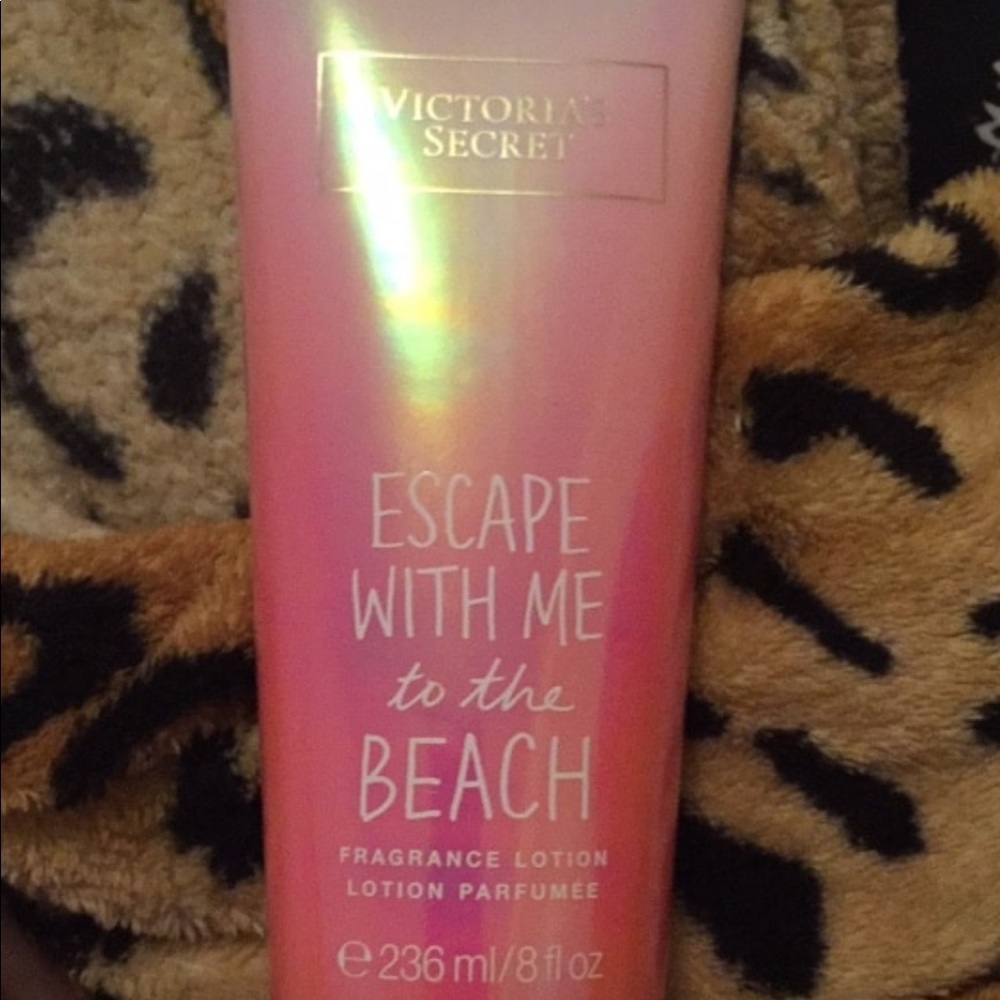 VICTORIA'S
SECRET
ESCAPE
WITH ME
to the
BEACH
FRAGRANCE LOTION
LOTION PARFUMÉE
℮ 236 ml/8 fl oz